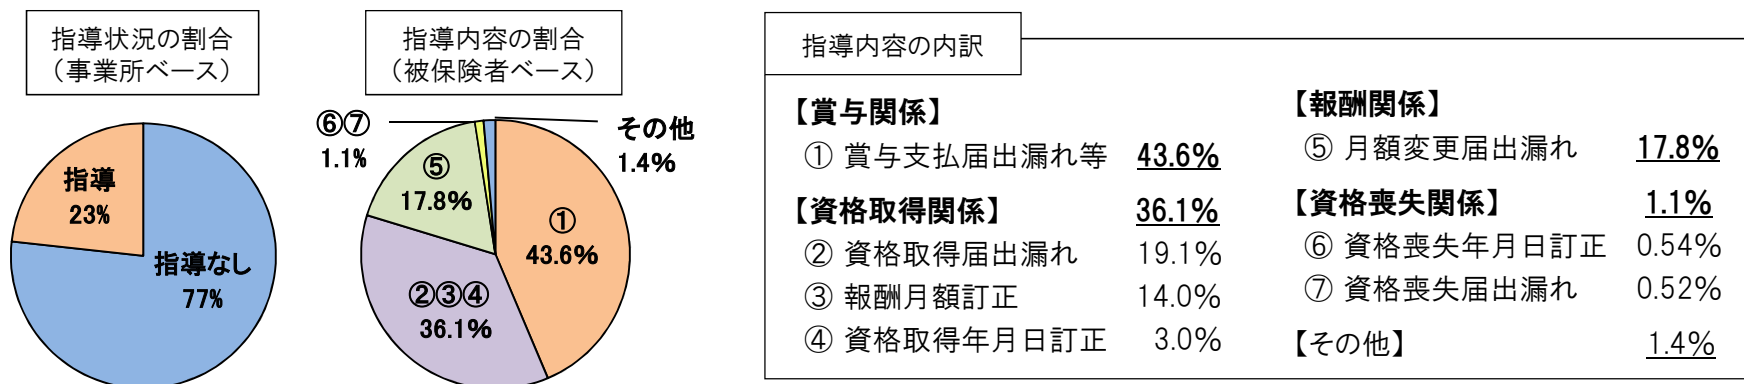 指導状況の割合
（事業所ベース）
指導
23%
指導なし
77%
指導内容の割合
（被保険者ベース）
⑥⑦
1.1%
その他
1.4%
⑤
17.8%
①
43.6%
②③④
36.1%
指導内容の内訳
【賞与関係】
① 賞与支払届出漏れ等 43.6%
【資格取得関係】 36.1%
② 資格取得届出漏れ 19.1%
③ 報酬月額訂正 14.0%
④ 資格取得年月日訂正 3.0%
【報酬関係】
⑤ 月額変更届出漏れ 17.8%
【資格喪失関係】 1.1%
⑥ 資格喪失年月日訂正 0.54%
⑦ 資格喪失届出漏れ 0.52%
【その他】 1.4%